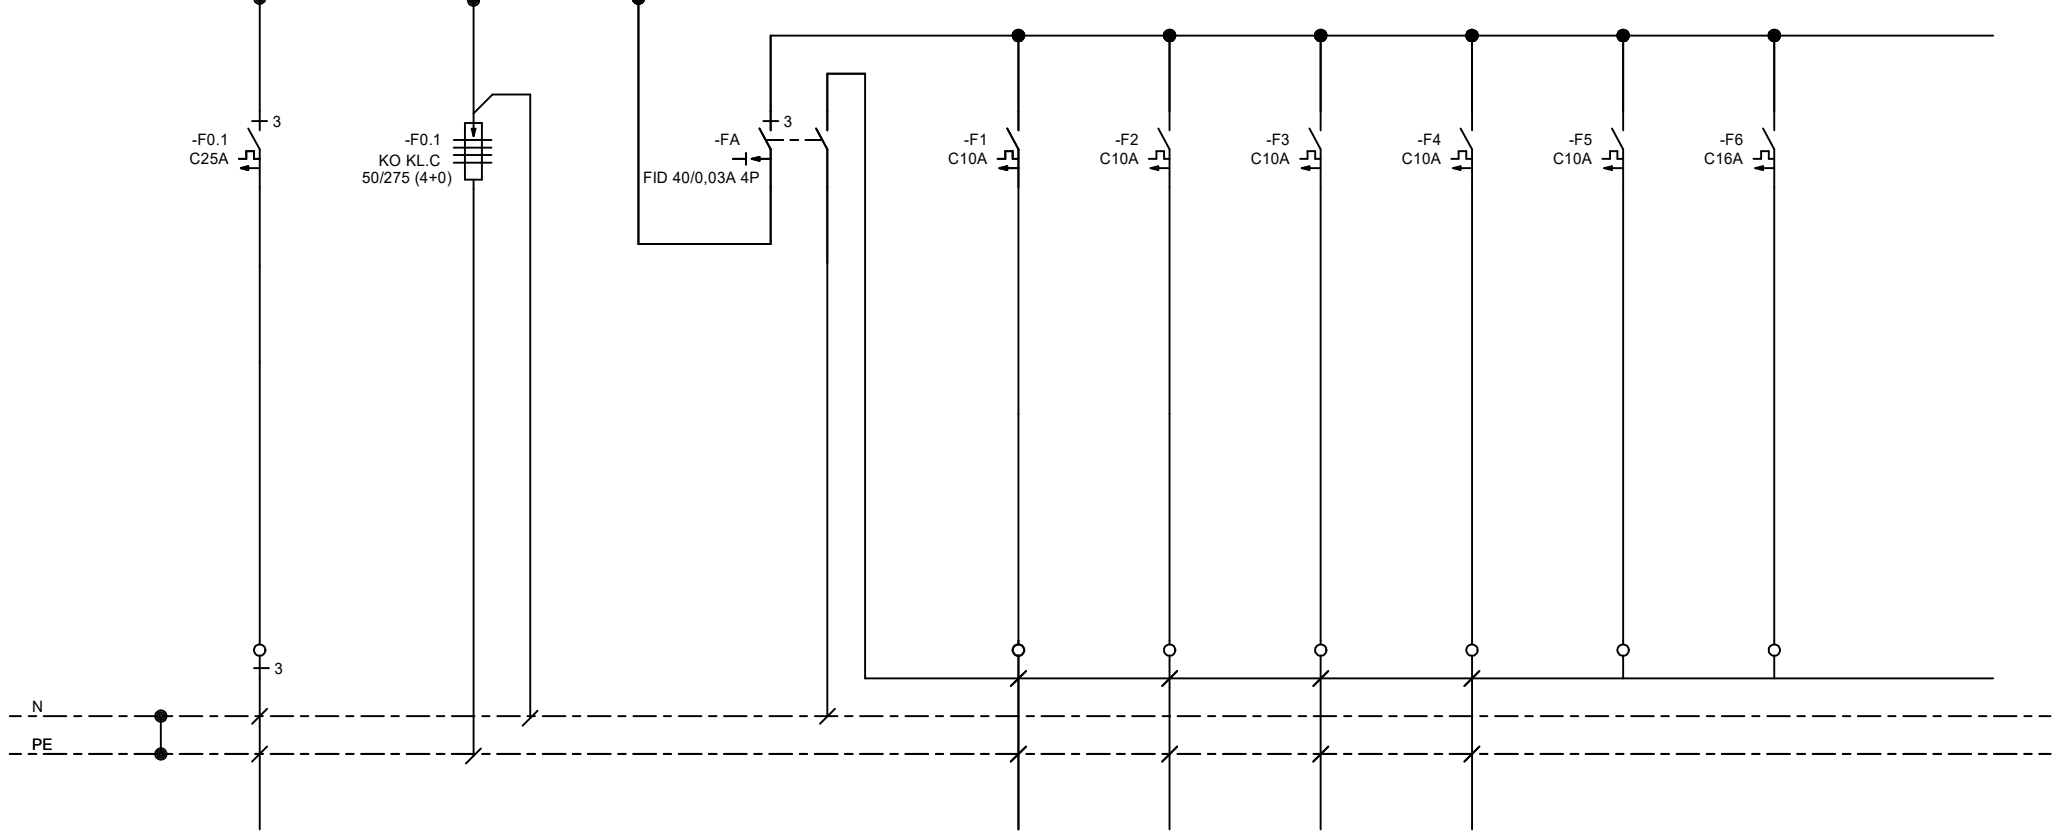 3
-F0.1
C25A
-F0.1
KO KL.C
50/275 (4+0)
3
-FA
FID 40/0,03A 4P
-F1
C10A
-F2
C10A
-F3
C10A
-F4
C10A
-F5
C10A
-F6
C16A
3
N
PE